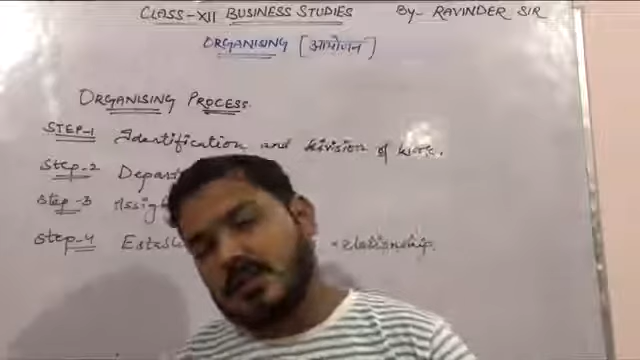 CLASS-XII BUSINESS STUDIES By- RAVINDER SIR
ORGANISING [आयोजन]
ORGANISING PROCESS.
STEP-1 Identification and division of work.
Step-2
Step-3
Step-4 relationship.